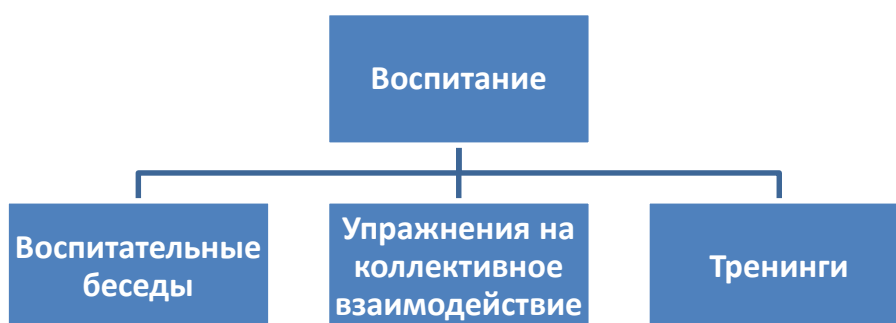 Воспитание
Воспитательные
беседы
Упражнения на
коллективное
взаимодействие
Тренинги